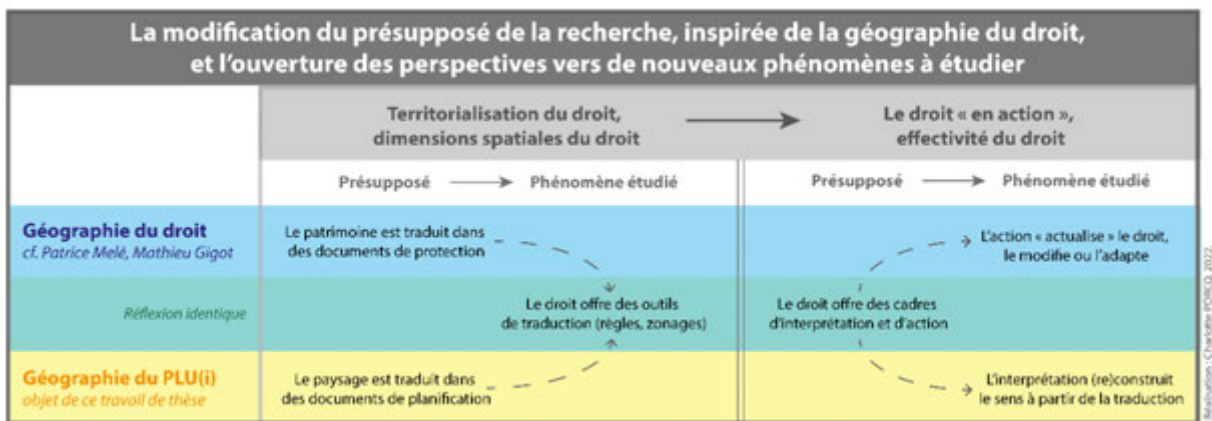 La modification du présupposé de la recherche, inspirée de la géographie du droit,
et l'ouverture des perspectives vers de nouveaux phénomènes à étudier
Territorialisation du droit,
dimensions spatiales du droit
Le droit « en action »,
effectivité du droit
Présupposé
Phénomène étudié
Présupposé
Phénomène étudié
Géographie du droit
cf. Patrice Melé, Mathieu Gigot
Le patrimoine est traduit dans
des documents de protection
L'action « actualise » le droit,
le modifie ou l'adapte
Réflexion identique
Le droit offre des outils
de traduction (règles, zonages)
Le droit offre des cadres
d'interprétation et d'action
Géographie du PLU(i)
objet de ce travail de thèse
Le paysage est traduit dans
des documents de planification
L'interprétation (re)construit
le sens à partir de la traduction
Réalisation : Charlotte PORCQ, 2022.